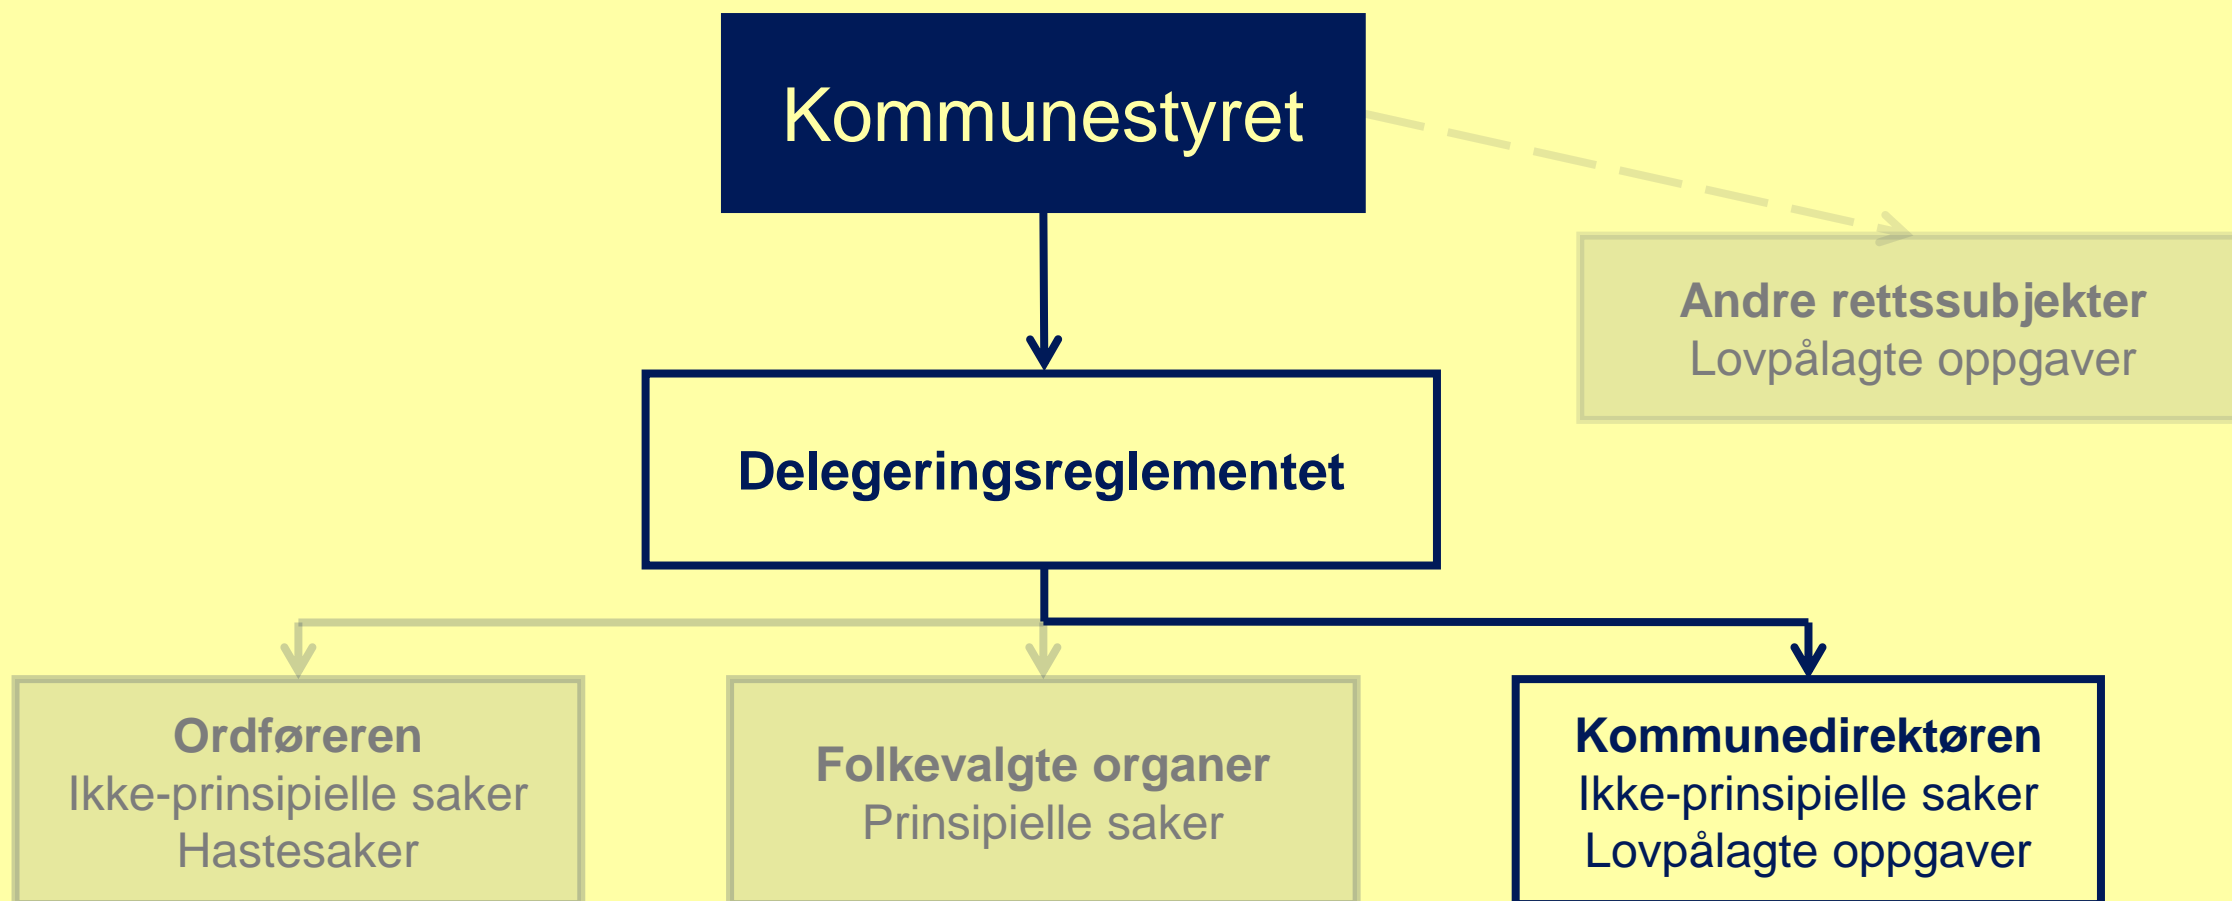 Kommunestyret
Andre rettssubjekter
Lovpålagte oppgaver
Delegeringsreglementet
Ordføreren
Ikke-prinsipielle saker
Hastesaker
Folkevalgte organer
Prinsipielle saker
Kommunedirektøren
Ikke-prinsipielle saker
Lovpålagte oppgaver